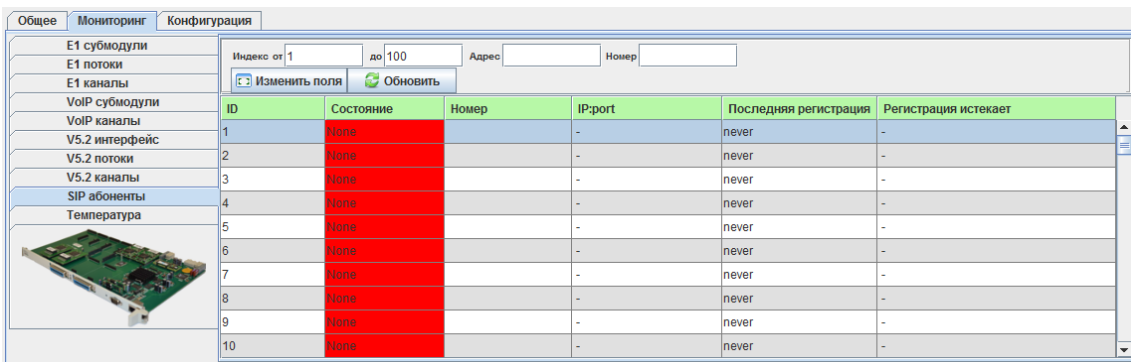 Общее Мониторинг Конфигурация
E1 субмодули
E1 потоки
E1 каналы
VoIP субмодули
VoIP каналы
V5.2 интерфейс
V5.2 потоки
V5.2 каналы
SIP абоненты
Температура
Индекс от 1 до 100 Адрес Номер
Изменить поля Обновить
ID Состояние Номер IP:port Последняя регистрация Регистрация истекает
1 None - never -
2 None - never -
3 None - never -
4 None - never -
5 None - never -
6 None - never -
7 None - never -
8 None - never -
9 None - never -
10 None - never -